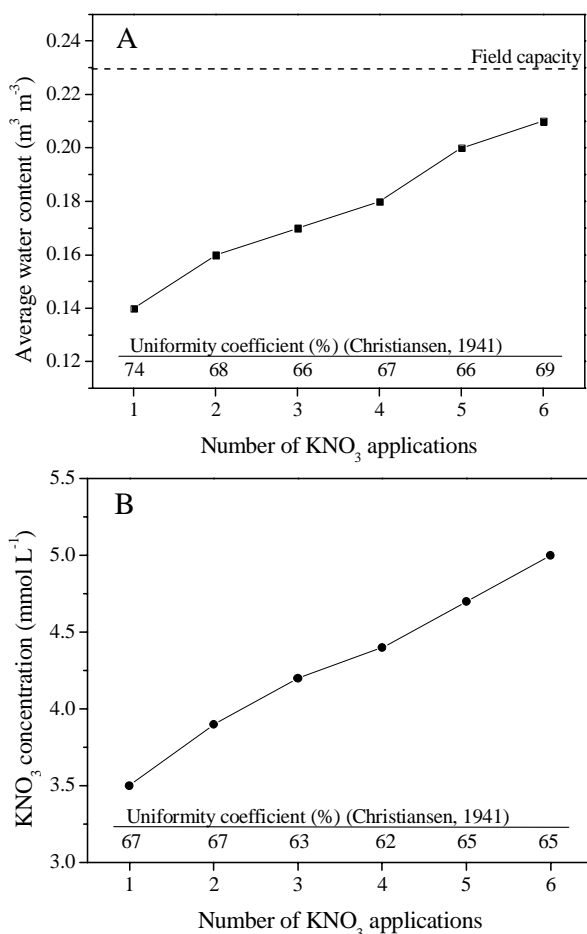 A
Field capacity
0.24
0.22
0.20
0.18
0.16
0.14
0.12
Average water content (m³ m⁻³)
Uniformity coefficient (%) (Christiansen, 1941)
74 68 66 67 66 69
1 2 3 4 5 6
Number of KNO₃ applications
B
5.5
5.0
4.5
4.0
3.5
3.0
KNO₃ concentration (mmol L⁻¹)
Uniformity coefficient (%) (Christiansen, 1941)
67 67 63 62 65 65
1 2 3 4 5 6
Number of KNO₃ applications